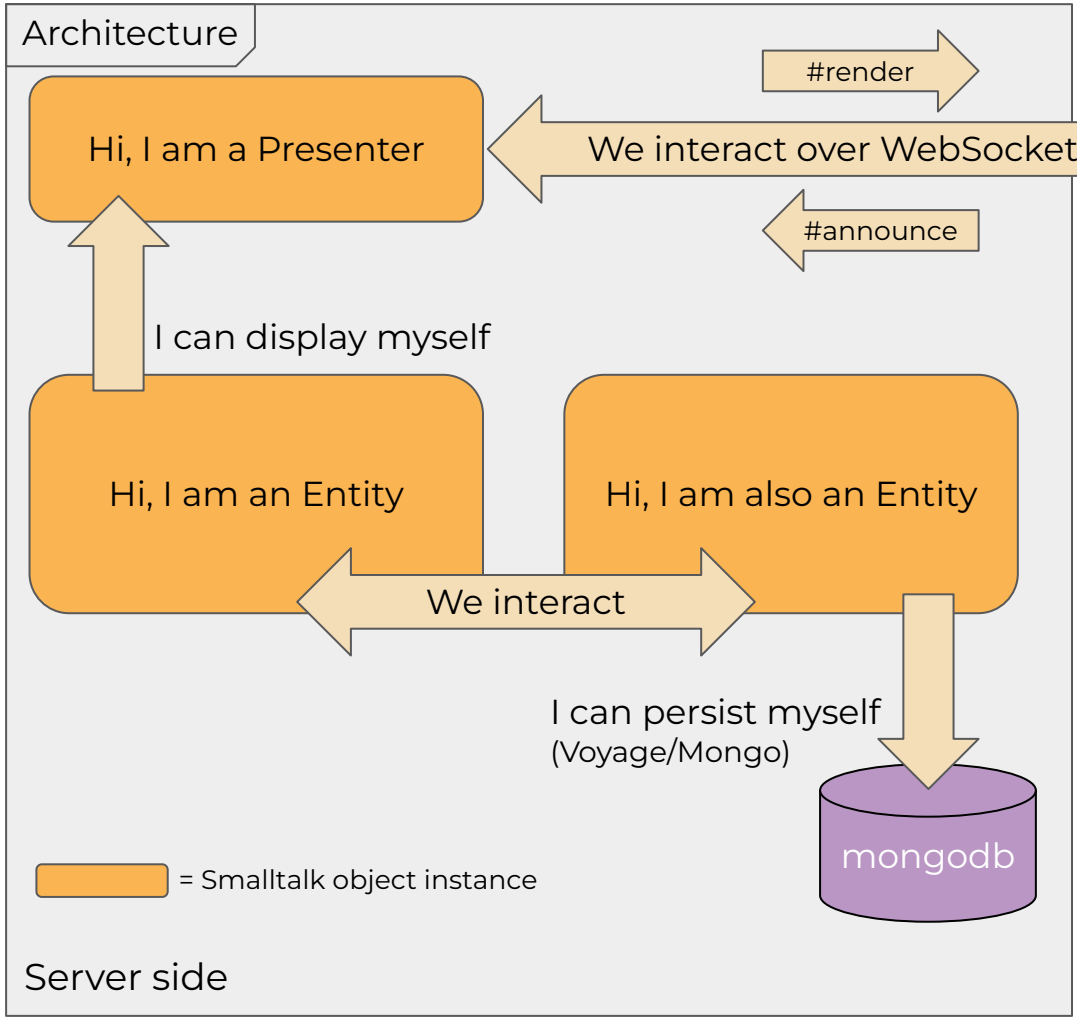 Architecture
#render
Hi, I am a Presenter
We interact over WebSocket
#announce
I can display myself
Hi, I am an Entity
Hi, I am also an Entity
We interact
I can persist myself
(Voyage/Mongo)
mongodb
= Smalltalk object instance
Server side